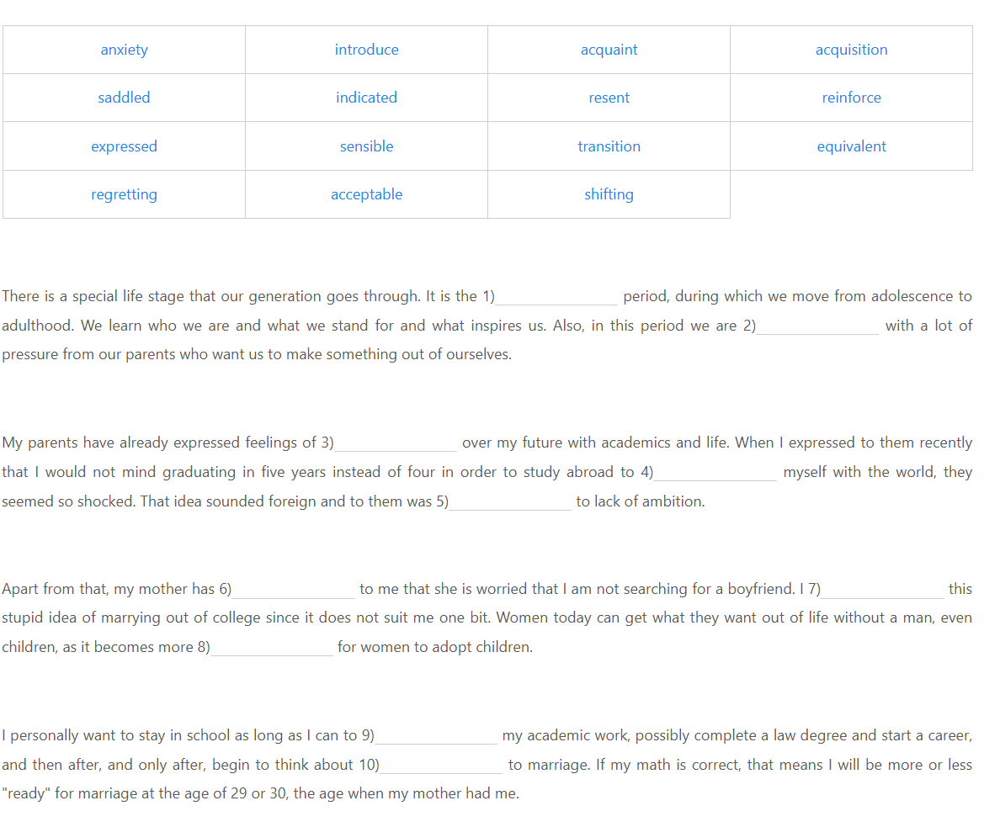 anxiety introduce acquaint acquisition
saddled indicated resent reinforce
expressed sensible transition equivalent
regretting acceptable shifting
There is a special life stage that our generation goes through. It is the 1)______________ period, during which we move from adolescence to
adulthood. We learn who we are and what we stand for and what inspires us. Also, in this period we are 2)______________ with a lot of
pressure from our parents who want us to make something out of ourselves.
My parents have already expressed feelings of 3)______________ over my future with academics and life. When I expressed to them recently
that I would not mind graduating in five years instead of four in order to study abroad to 4)______________ myself with the world, they
seemed so shocked. That idea sounded foreign and to them was 5)______________ to lack of ambition.
Apart from that, my mother has 6)______________ to me that she is worried that I am not searching for a boyfriend. I 7)______________ this
stupid idea of marrying out of college since it does not suit me one bit. Women today can get what they want out of life without a man, even
children, as it becomes more 8)______________ for women to adopt children.
I personally want to stay in school as long as I can to 9)______________ my academic work, possibly complete a law degree and start a career,
and then after, and only after, begin to think about 10)______________ to marriage. If my math is correct, that means I will be more or less
"ready" for marriage at the age of 29 or 30, the age when my mother had me.